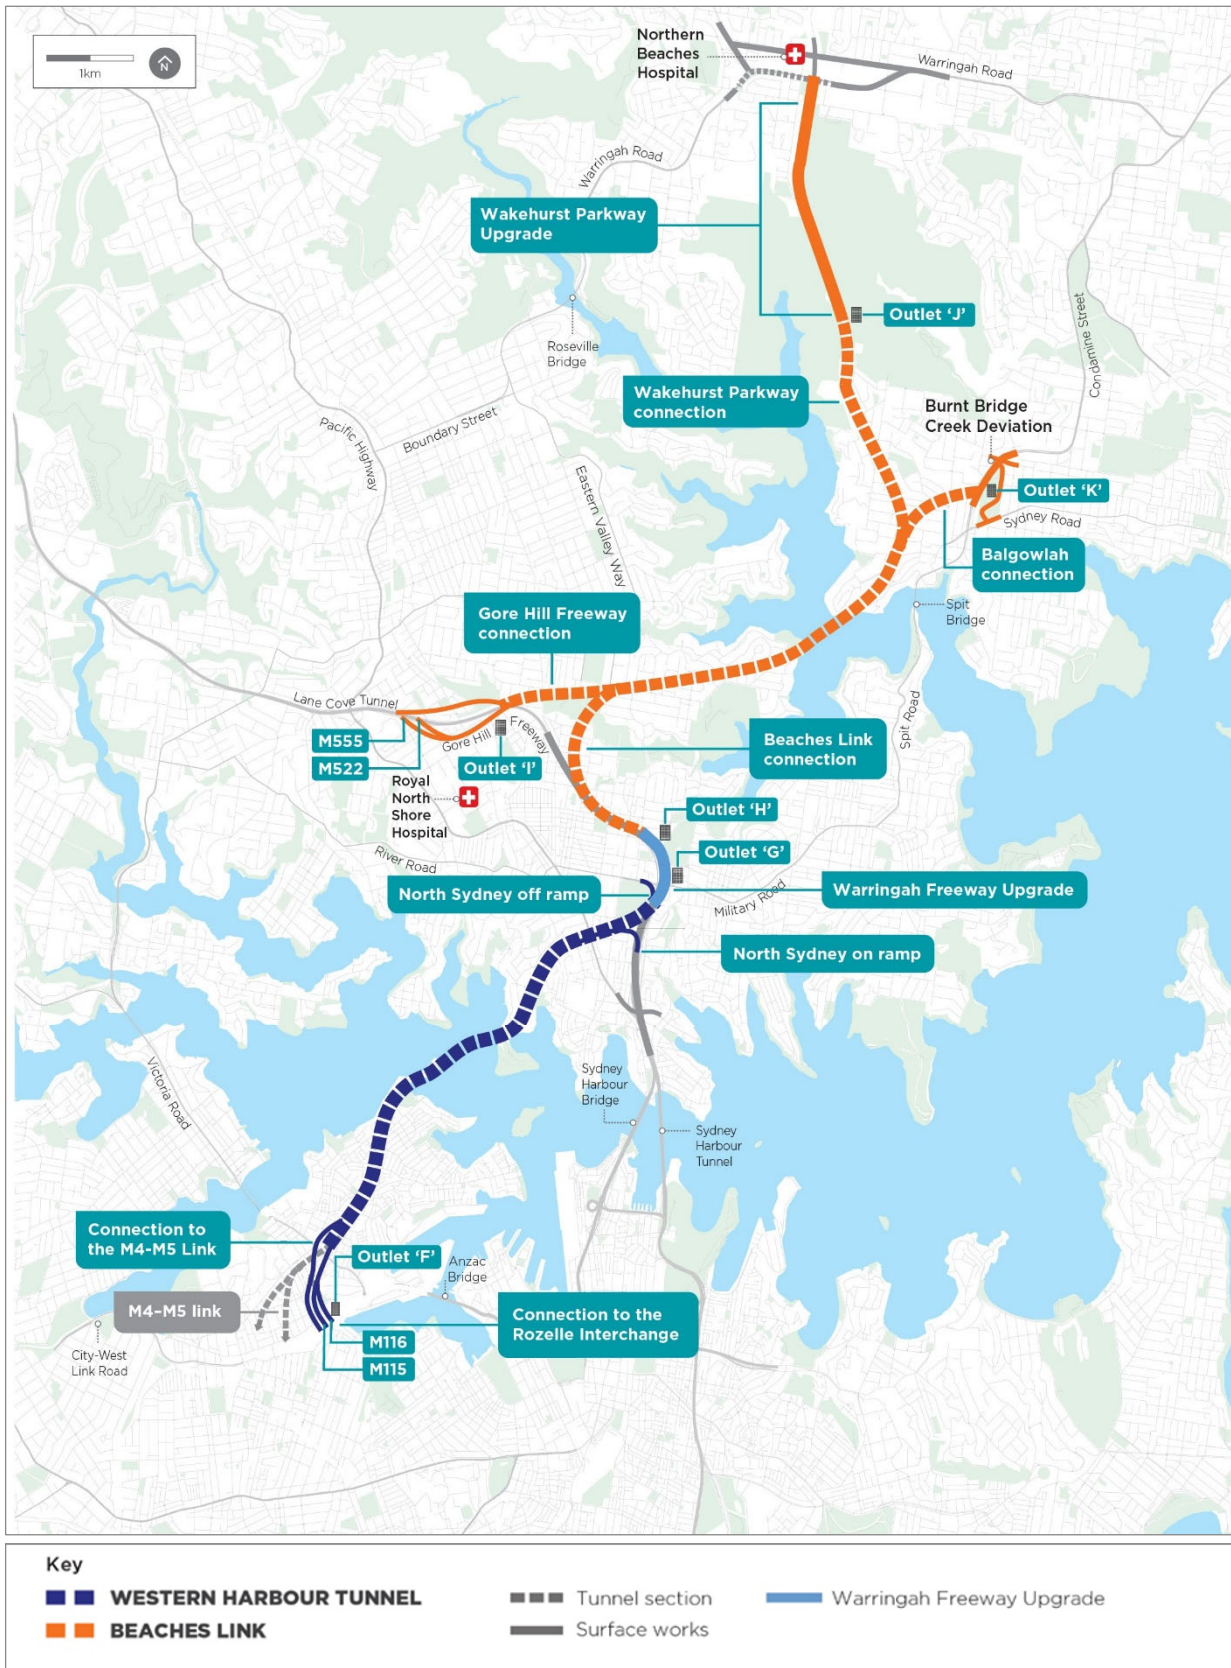 1km
N
Northern
Beaches
Hospital
Warringah Road
Warringah Road
Wakehurst Parkway
Upgrade
Outlet ‘J’
Condamine Street
Roseville
Bridge
Wakehurst Parkway
connection
Burnt Bridge
Creek Deviation
Pacific Highway
Boundary Street
Eastern Valley Way
Outlet ‘K’
Sydney Road
Balgowlah
connection
Spit
Bridge
Gore Hill Freeway
connection
Lane Cove Tunnel
Gore Hill Freeway
Spit Road
M555
M522
Outlet ‘I’
Beaches Link
connection
Royal
North
Shore
Hospital
Outlet ‘H’
River Road
Outlet ‘G’
Military Road
North Sydney off ramp
Warringah Freeway Upgrade
North Sydney on ramp
Victoria Road
Sydney
Harbour
Bridge
Sydney
Harbour
Tunnel
Connection to
the M4-M5 Link
Outlet ‘F’
Anzac
Bridge
M4–M5 link
Connection to the
Rozelle Interchange
M116
M115
City-West
Link Road
Key
WESTERN HARBOUR TUNNEL
BEACHES LINK
Tunnel section
Surface works
Warringah Freeway Upgrade